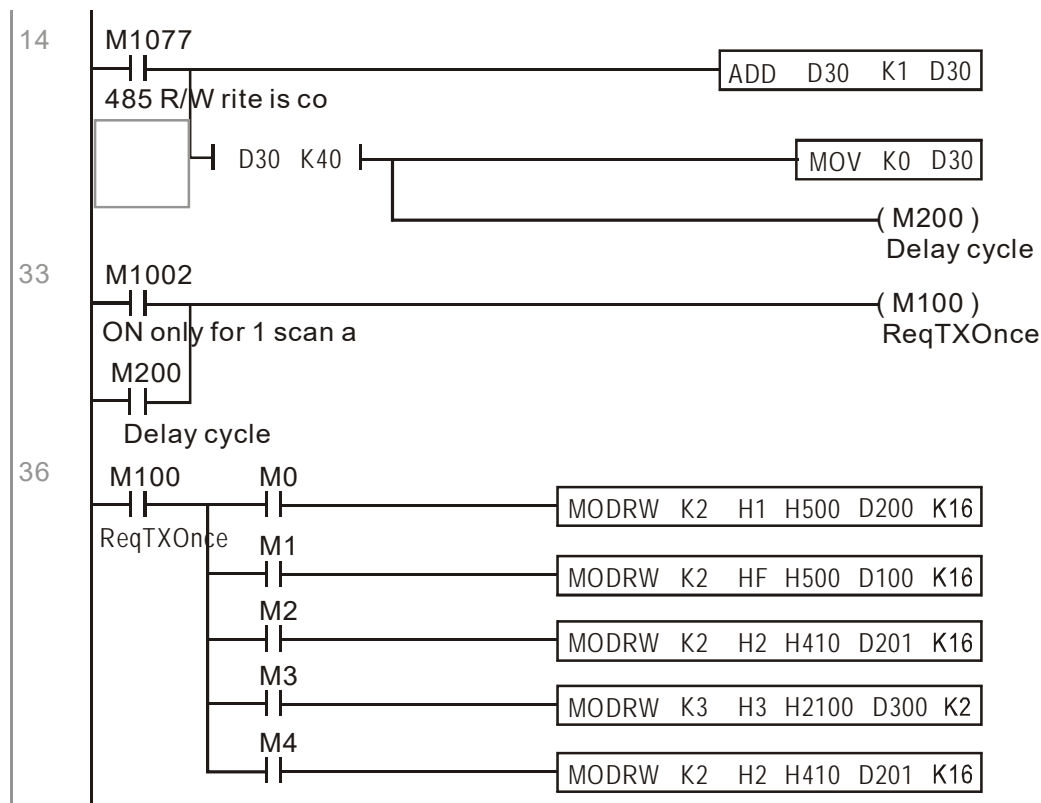 14
M1077
ADD D30 K1 D30
485 R/W rite is co
D30 K40
MOV K0 D30
( M200 )
Delay cycle
33
M1002
( M100 )
ON only for 1 scan a
ReqTXOnce
M200
Delay cycle
36
M100 M0
MODRW K2 H1 H500 D200 K16
ReqTXOnce
M1
MODRW K2 HF H500 D100 K16
M2
MODRW K2 H2 H410 D201 K16
M3
MODRW K3 H3 H2100 D300 K2
M4
MODRW K2 H2 H410 D201 K16